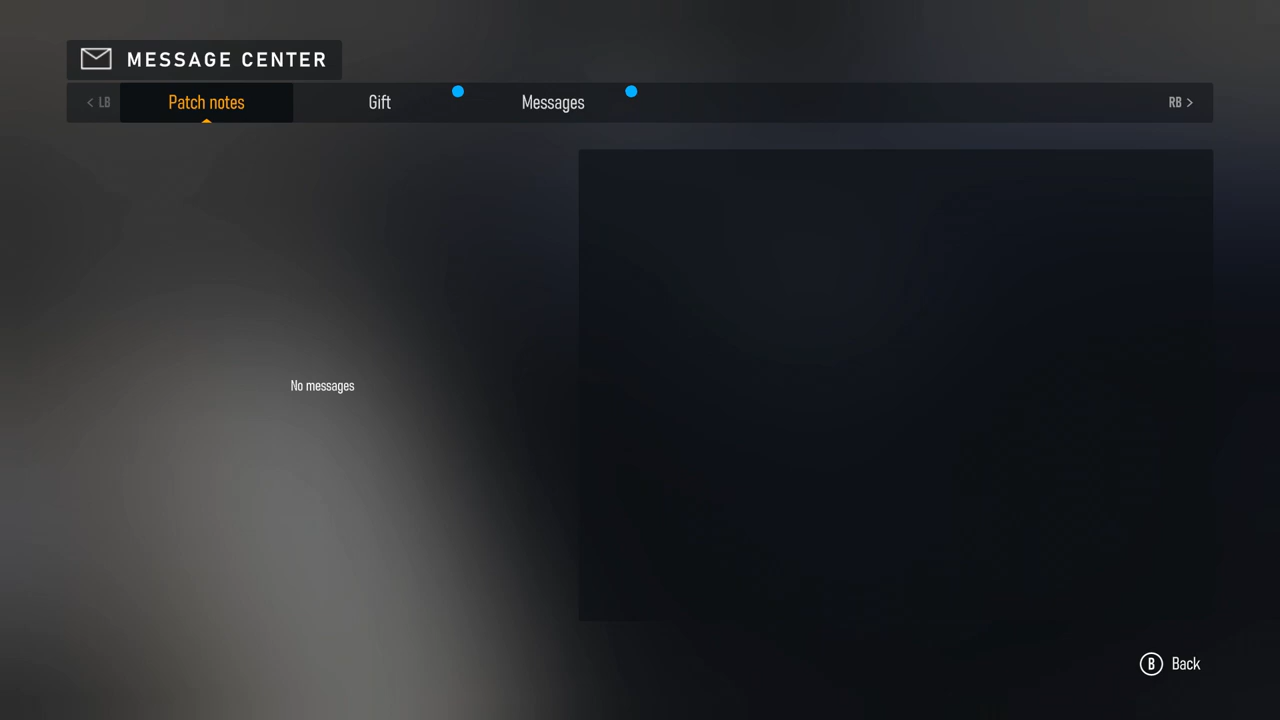 MESSAGE CENTER
< LB Patch notes Gift Messages RB >
No messages
B Back